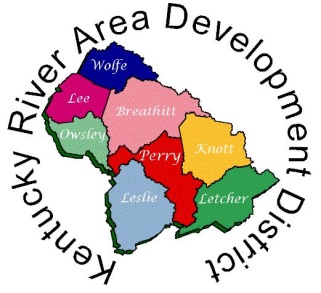 Kentucky River Area Development District
Wolfe
Lee
Breathitt
Owsley
Perry
Knott
Leslie
Letcher